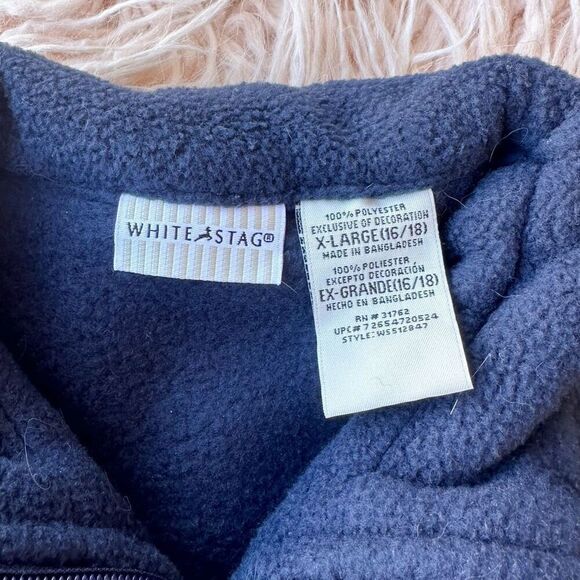 WHITE STAG®
100% POLYESTER
EXCLUSIVE OF DECORATION
X-LARGE(16/18)
MADE IN BANGLADESH
100% POLIESTER
EXCEPTO DECORACIÓN
EX-GRANDE(16/18)
HECHO EN BANGLADESH
RN# 31762
UPC# 72654720524
STYLE: WS512847